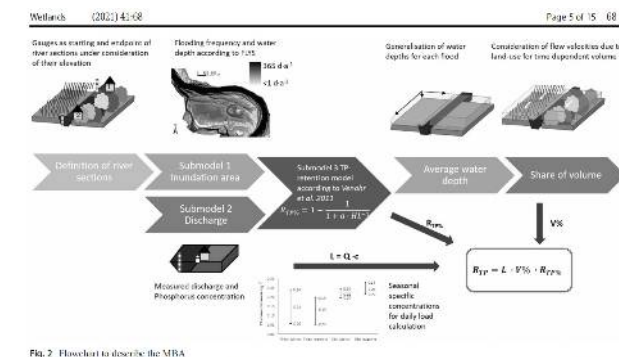 Wetlands (2021) 41:68
Page 5 of 15 68
Gauges as starting and endpoint of
river sections under consideration
of their elevation
Flooding frequency and water
depth according to FLYS
365 d·a⁻¹
<1 d·a⁻¹
Generalisation of water
depths for each flood
Consideration of flow velocities due to
land-use for time dependent volume
Definition of river
sections
Submodel 1
Inundation area
Submodel 2
Discharge
Submodel 3 TP-
retention model
according to Venohr
et al. 2011
Average water
depth
Share of volume
R_TP%
V%
L = Q · c
R_TP = L · V% · R_TP%
Measured discharge and
Phosphorus concentration
Seasonal
specific
concentrations
for daily load
calculation
Fig. 2 Flowchart to describe the MBA